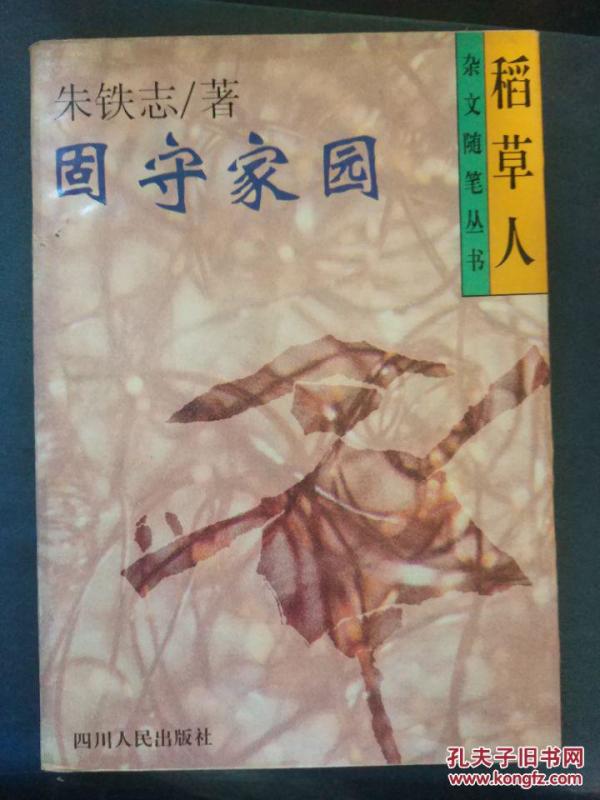 朱铁志/著
固守家园
稻草人
杂文随笔丛书
四川人民出版社
孔夫子旧书网
www.kongfz.com